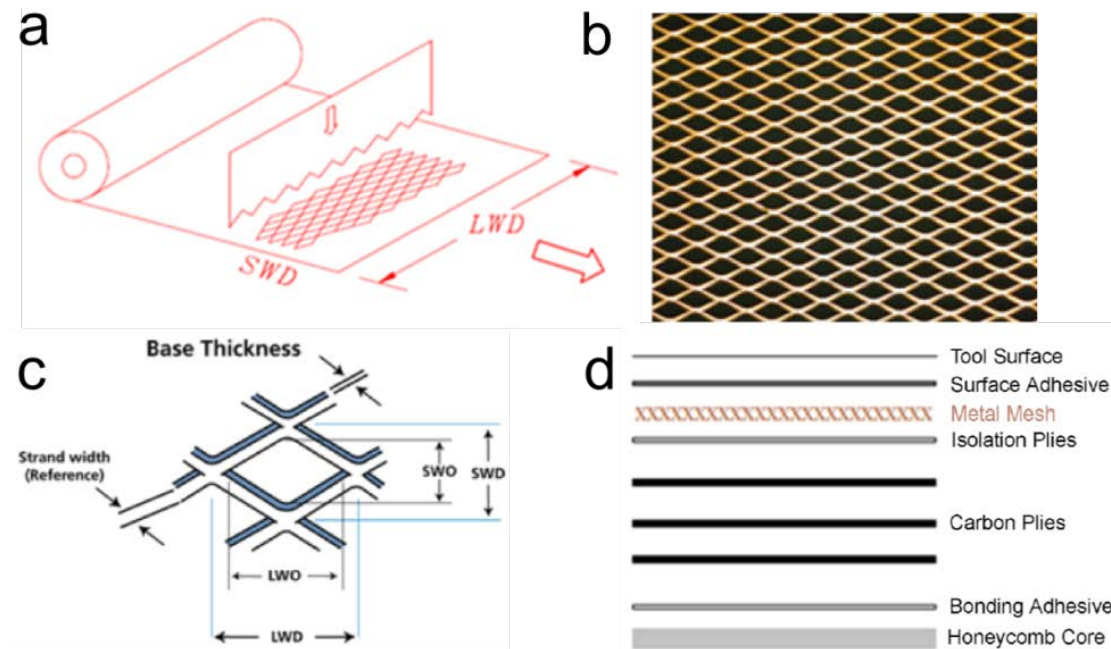 a
SWD
LWD
b
c
Base Thickness
Strand width
(Reference)
SWO
SWD
LWO
LWD
d
Tool Surface
Surface Adhesive
Metal Mesh
Isolation Plies
Carbon Plies
Bonding Adhesive
Honeycomb Core